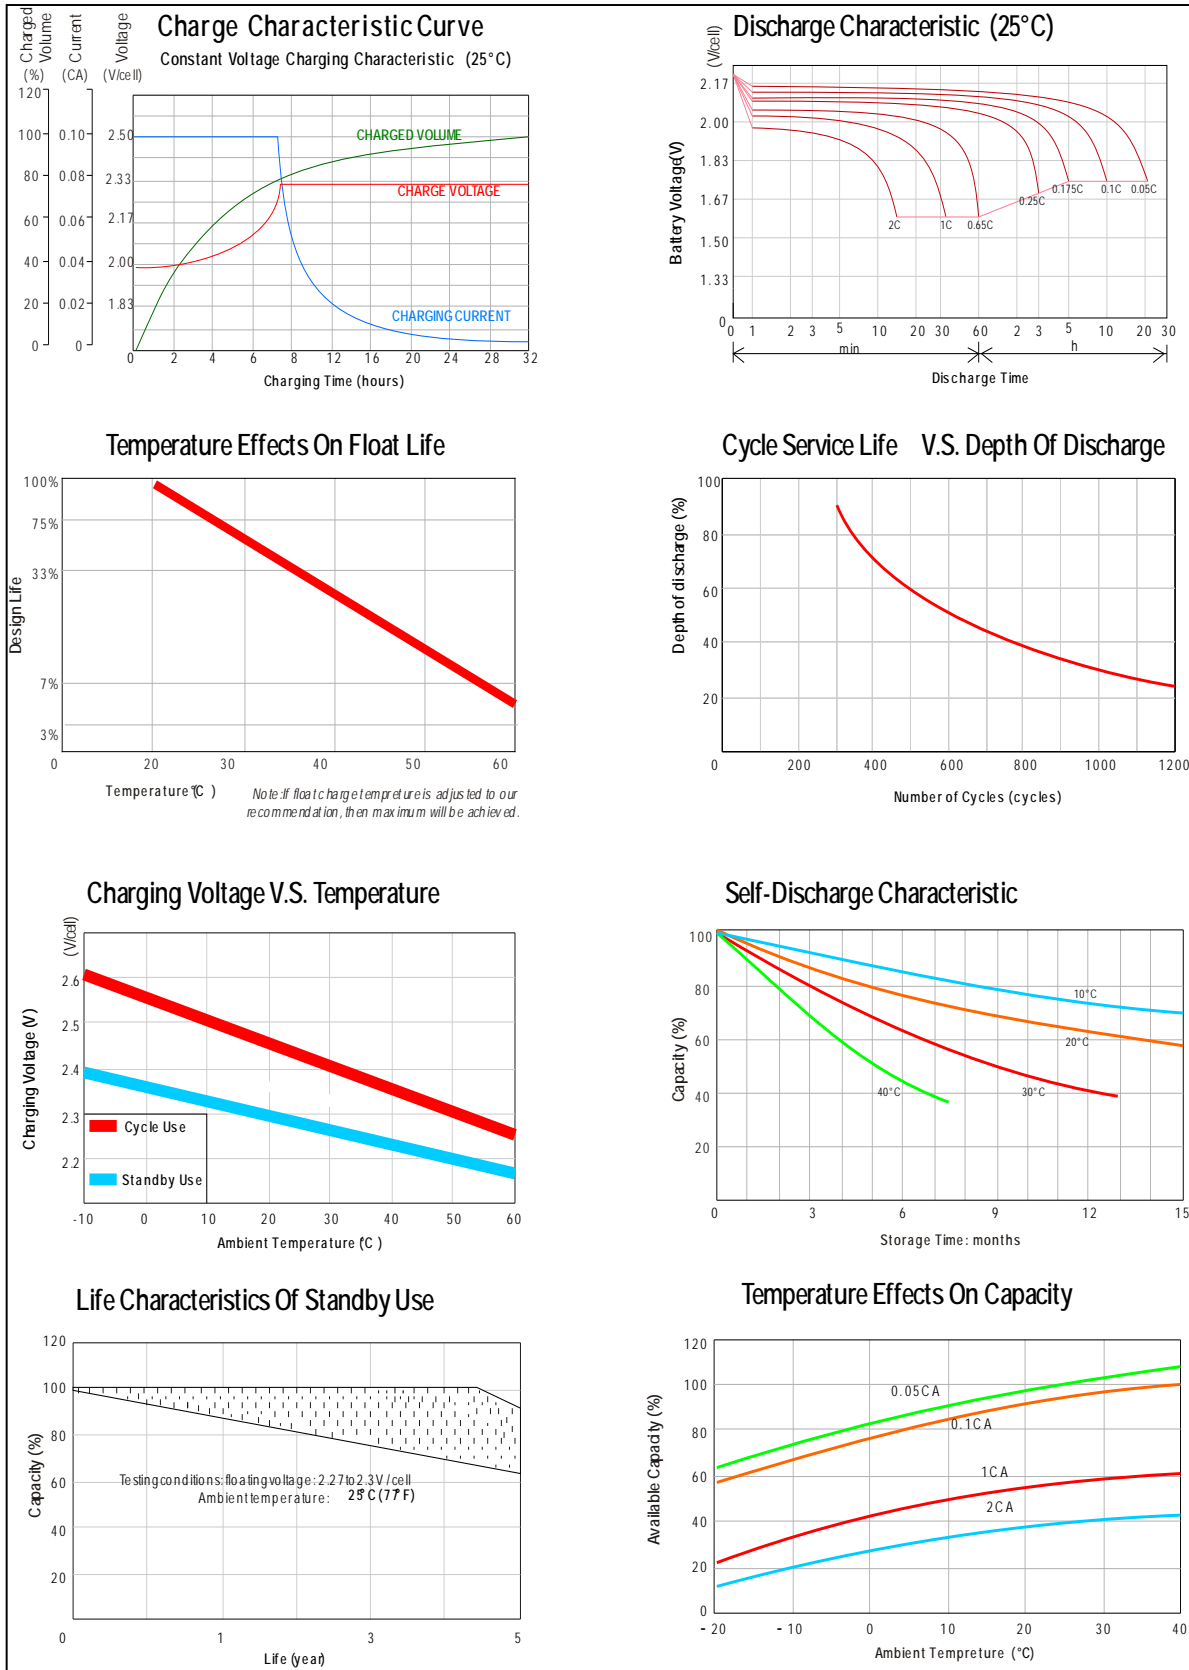 Charge Characteristic Curve
Constant Voltage Charging Characteristic (25°C)
Charged Volume Current Voltage
(%) (CA) (V/cell)
120
100 0.10 2.50
80 0.08 2.33
60 0.06 2.17
40 0.04 2.00
20 0.02 1.83
0 0
CHARGED VOLUME
CHARGE VOLTAGE
CHARGING CURRENT
0 2 4 6 8 12 16 20 24 28 32
Charging Time (hours)
Discharge Characteristic (25°C)
(V/cell)
Battery Voltage(V)
2.17
2.00
1.83
1.67
1.50
1.33
0
2C 1C 0.65C 0.25C 0.175C 0.1C 0.05C
0 1 2 3 5 10 20 30 60 2 3 5 10 20 30
min h
Discharge Time
Temperature Effects On Float Life
Design Life
100%
75%
33%
7%
3%
0 20 30 40 50 60
Temperature(°C )
Note:If float charge tempreture is adjusted to our
recommendation, then maximum will be achieved.
Cycle Service Life V.S. Depth Of Discharge
Depth of discharge (%)
100
80
60
40
20
0 200 400 600 800 1000 1200
Number of Cycles (cycles)
Charging Voltage V.S. Temperature
(V/cell)
Charging Voltage (V)
2.6
2.5
2.4
2.3
2.2
Cycle Use
Standby Use
-10 0 10 20 30 40 50 60
Ambient Temperature (°C )
Self-Discharge Characteristic
Capacity (%)
100
80
60
40
20
10°C
20°C
30°C
40°C
0 3 6 9 12 15
Storage Time: months
Life Characteristics Of Standby Use
Capacity (%)
120
100
80
60
40
20
Testing conditions: floating voltage: 2.27 to 2.3V /cell
Ambient temperature: 25°C (77°F)
0 1 3 5
Life (year)
Temperature Effects On Capacity
Available Capacity (%)
120
100
80
60
40
20
0
0.05CA
0.1CA
1CA
2CA
-20 -10 0 10 20 30 40
Ambient Tempreture (°C)